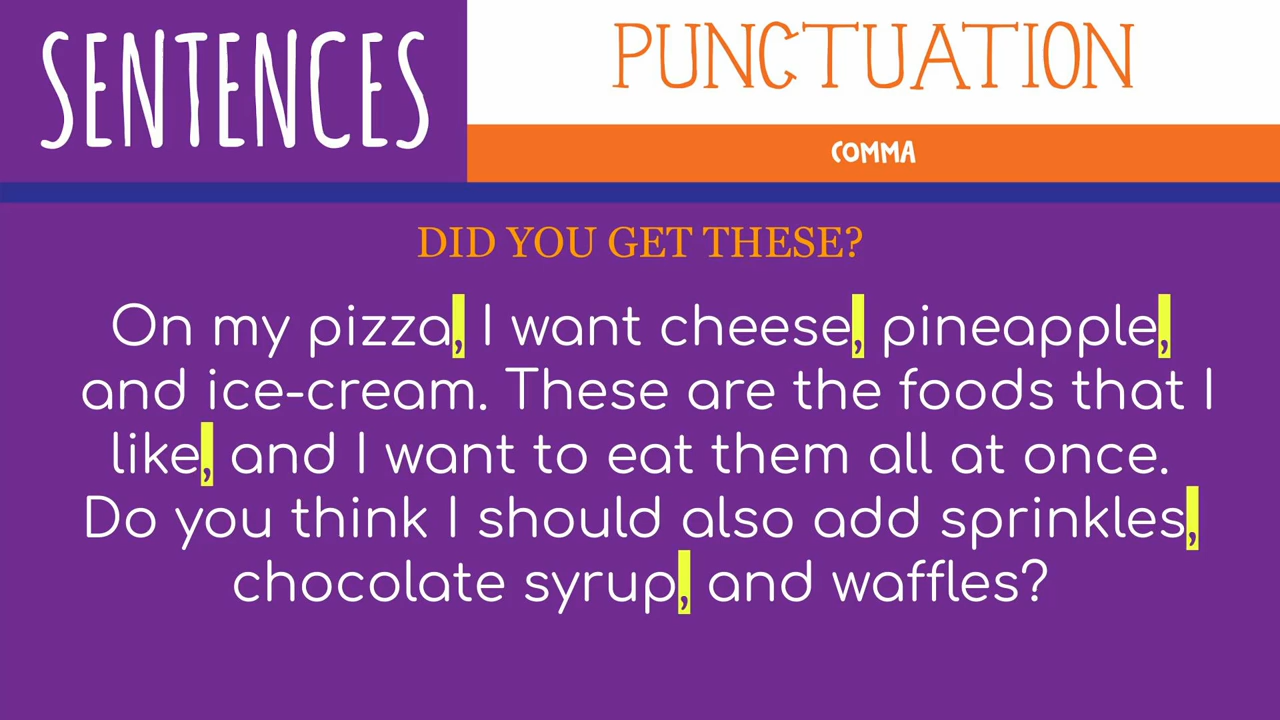 SENTENCES
PUNCTUATION
COMMA
DID YOU GET THESE?
On my pizza, I want cheese, pineapple,
and ice-cream. These are the foods that I
like, and I want to eat them all at once.
Do you think I should also add sprinkles,
chocolate syrup, and waffles?